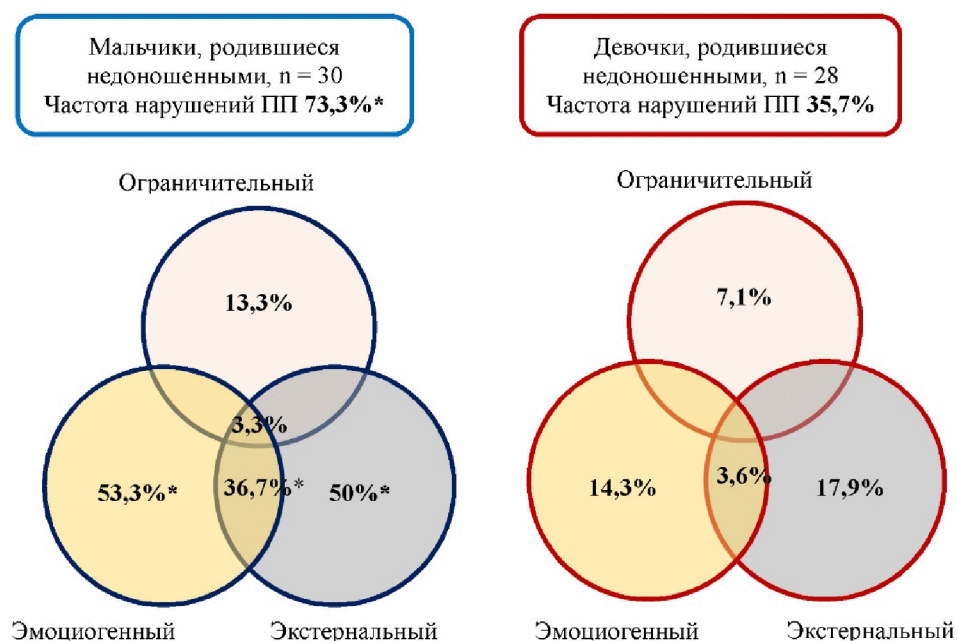 Мальчики, родившиеся
недоношенными, n = 30
Частота нарушений ПП 73,3%*
Девочки, родившиеся
недоношенными, n = 28
Частота нарушений ПП 35,7%
Ограничительный
13,3%
3,3%
53,3%*
36,7%*
50%*
Эмоциогенный
Экстернальный
Ограничительный
7,1%
14,3%
3,6%
17,9%
Эмоциогенный
Экстернальный